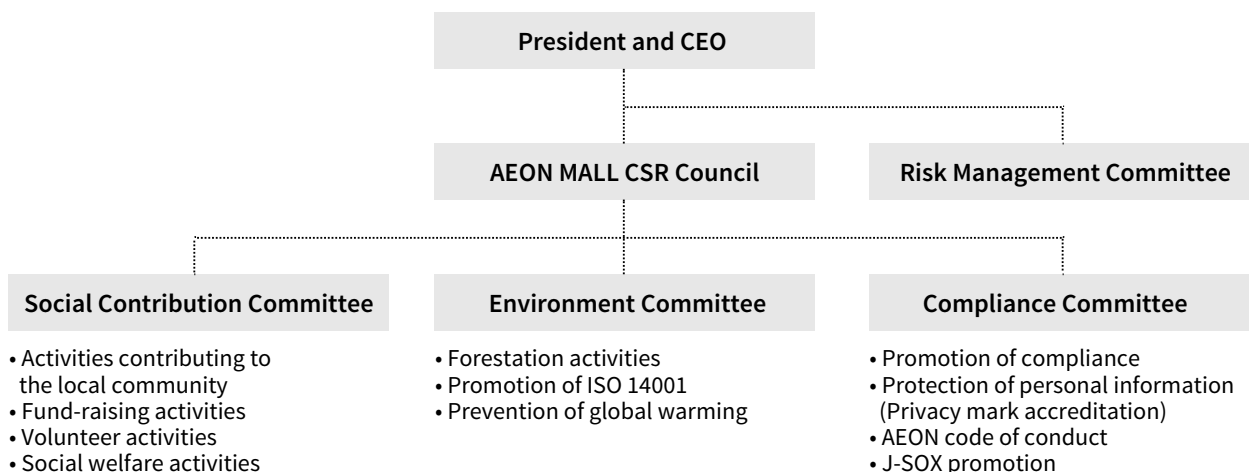 President and CEO
AEON MALL CSR Council
Risk Management Committee
Social Contribution Committee
• Activities contributing to
the local community
• Fund-raising activities
• Volunteer activities
• Social welfare activities
Environment Committee
• Forestation activities
• Promotion of ISO 14001
• Prevention of global warming
Compliance Committee
• Promotion of compliance
• Protection of personal information
(Privacy mark accreditation)
• AEON code of conduct
• J-SOX promotion